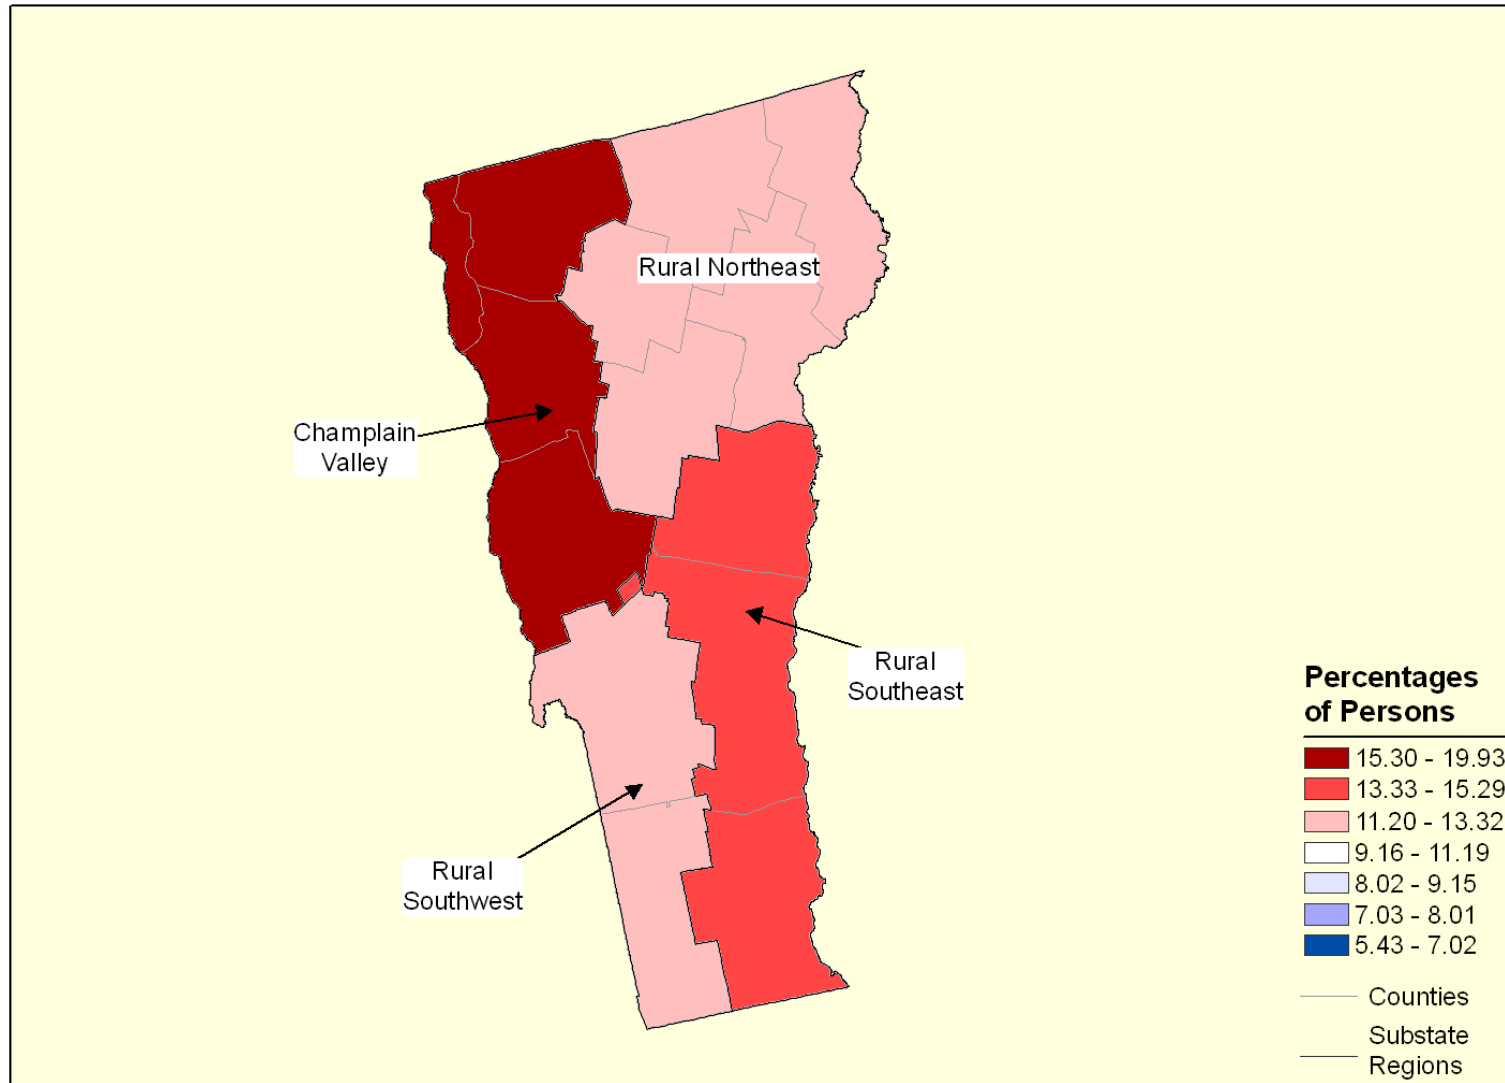 Rural Northeast
Champlain
Valley
Rural
Southeast
Rural
Southwest
Percentages
of Persons
15.30 - 19.93
13.33 - 15.29
11.20 - 13.32
9.16 - 11.19
8.02 - 9.15
7.03 - 8.01
5.43 - 7.02
Counties
Substate
Regions